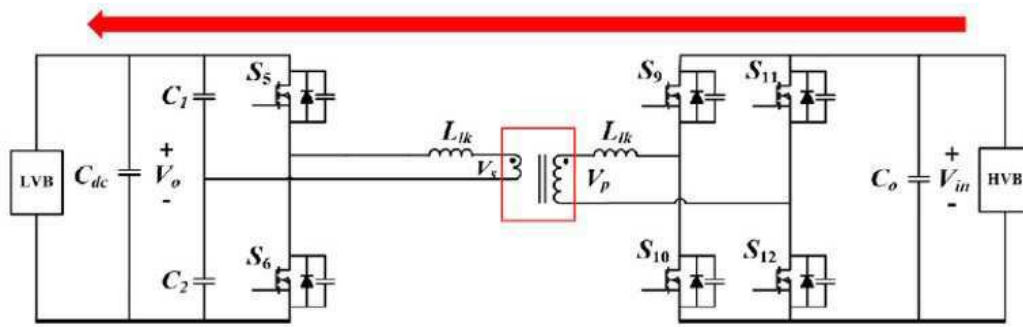 S5 S9 S11
C1
Llk Llk
LVB Cdc + Vo - Vs Vp Co + Vin - HVB
S6 S10 S12
C2